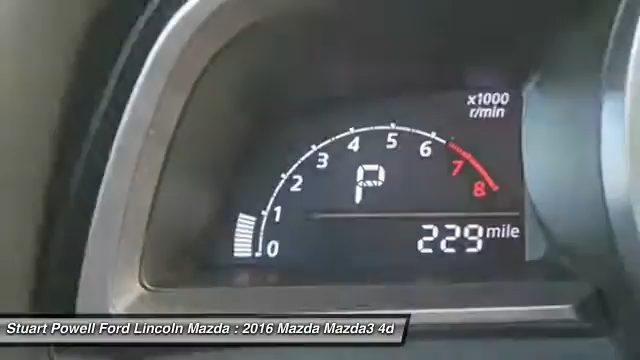 x1000
r/min
0 1 2 3 4 5 6 7 8
P
229 mile
Stuart Powell Ford Lincoln Mazda : 2016 Mazda Mazda3 4d